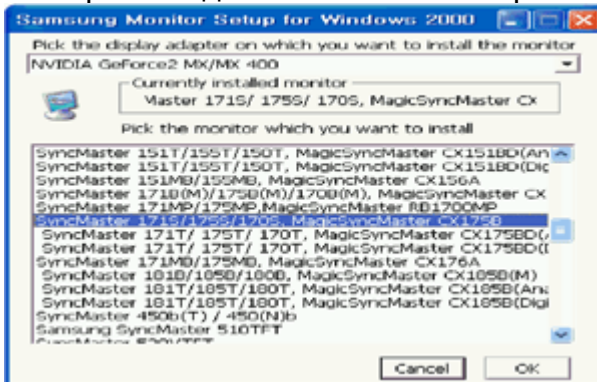 Samsung Monitor Setup for Windows 2000
Pick the display adapter on which you want to install the monitor
NVIDIA GeForce2 MX/MX 400
Currently installed monitor
Master 171S/ 175S/ 170S, MagicSyncMaster CX
Pick the monitor which you want to install
SyncMaster 151T/155T/150T, MagicSyncMaster CX151BD(An
SyncMaster 151T/155T/150T, MagicSyncMaster CX151BD(Dig
SyncMaster 151MB/155MB, MagicSyncMaster CX156A
SyncMaster 171B(M)/175B(M)/170B(M), MagicSyncMaster CX
SyncMaster 171MP/175MP,MagicSyncMaster RB1700MP
SyncMaster 171S/175S/170S, MagicSyncMaster CX175B
SyncMaster 171T/ 175T/ 170T, MagicSyncMaster CX175BD(
SyncMaster 171T/ 175T/ 170T, MagicSyncMaster CX175BD(
SyncMaster 171MB/175MB, MagicSyncMaster CX176A
SyncMaster 181B/185B/180B, MagicSyncMaster CX185B(M)
SyncMaster 181T/185T/180T, MagicSyncMaster CX185B(Ana
SyncMaster 181T/185T/180T, MagicSyncMaster CX185B(Digi
SyncMaster 450b(T) / 450(N)b
Samsung SyncMaster 510TFT
Cancel
OK